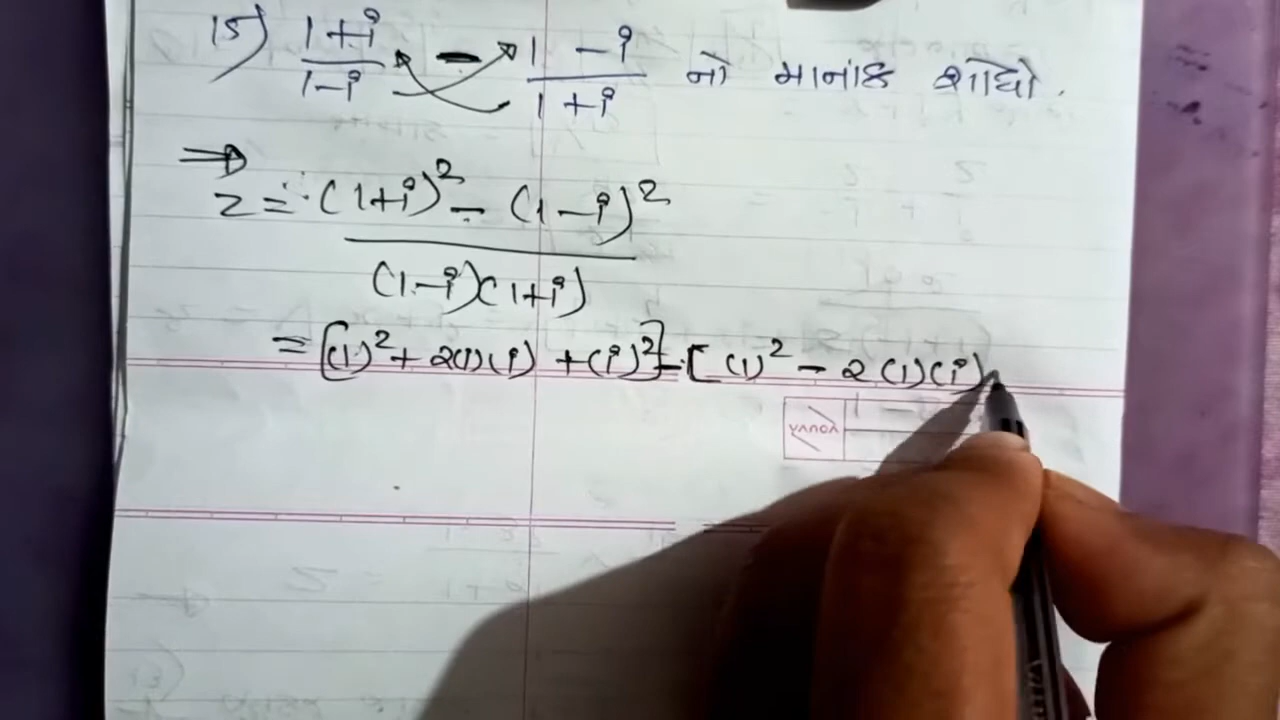 15) 1+i/1-i - 1-i/1+i નો માનાંક શોધો.
⇒
z = (1+i)² - (1-i)²
(1-i)(1+i)
= [(1)² + 2(1)(i) + (i)²] - [(1)² - 2(1)(i)